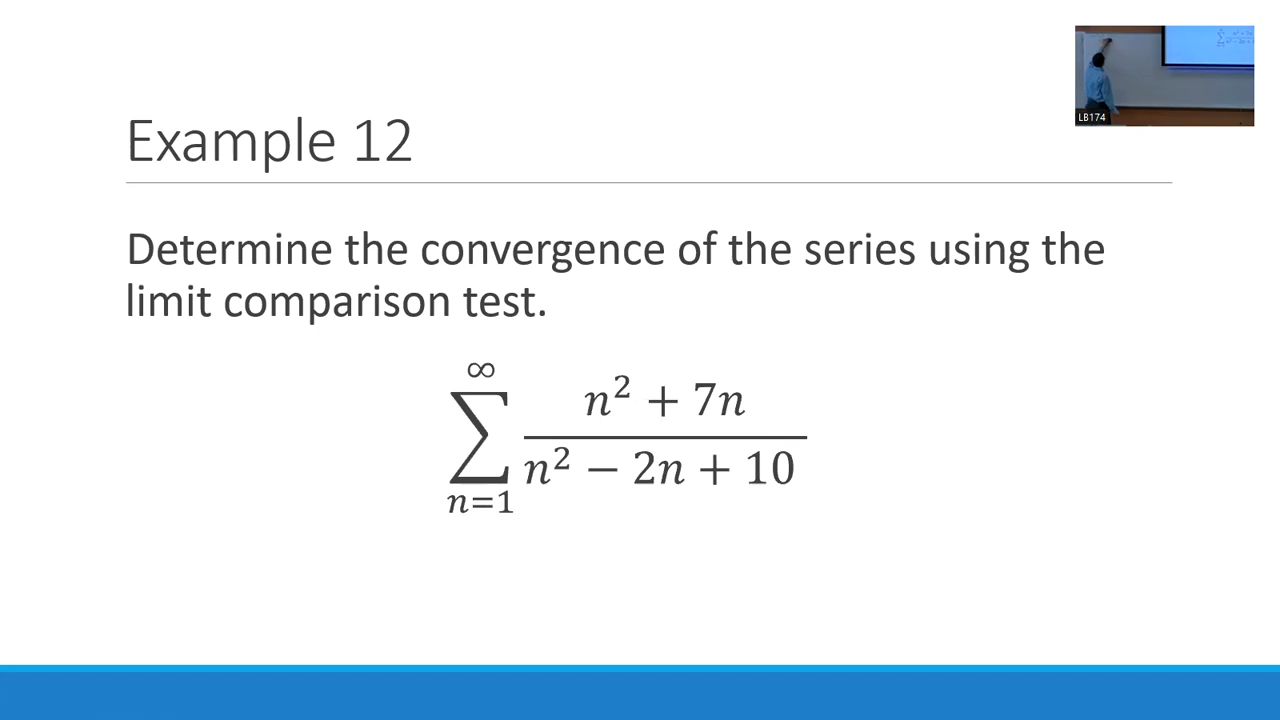 LB174
Example 12
Determine the convergence of the series using the
limit comparison test.
∞
∑
n=1
n² + 7n
n² − 2n + 10